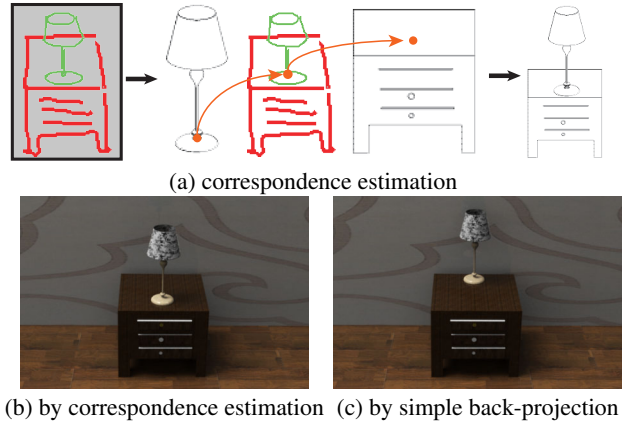 (a) correspondence estimation
(b) by correspondence estimation (c) by simple back-projection